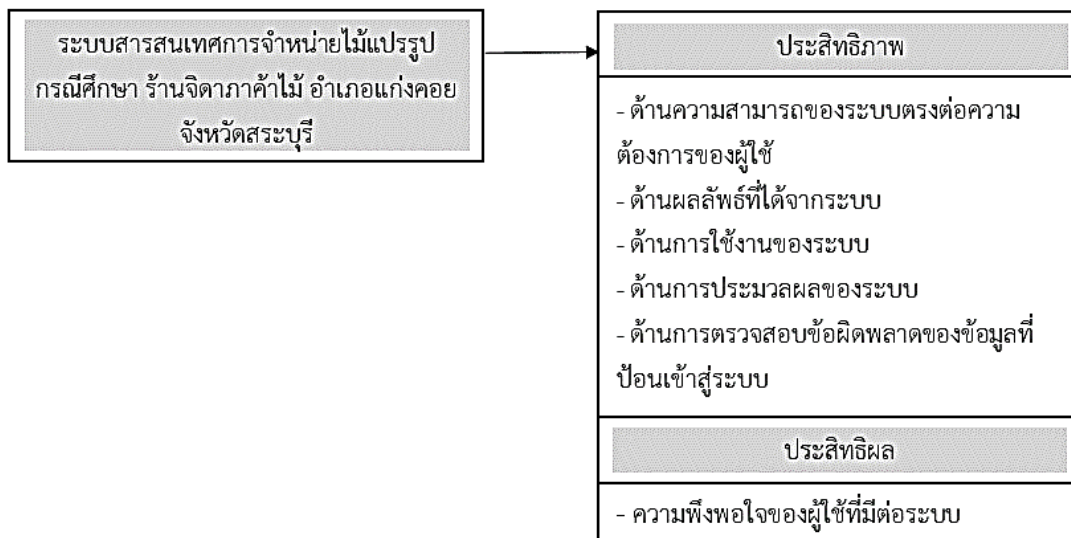 ระบบสารสนเทศการจำหน่ายไม้แปรรูป
กรณีศึกษา ร้านจิดาภาค้าไม้ อำเภอแก่งคอย
จังหวัดสระบุรี
ประสิทธิภาพ
- ด้านความสามารถของระบบตรงต่อความ
ต้องการของผู้ใช้
- ด้านผลลัพธ์ที่ได้จากระบบ
- ด้านการใช้งานของระบบ
- ด้านการประมวลผลของระบบ
- ด้านการตรวจสอบข้อผิดพลาดของข้อมูลที่
ป้อนเข้าสู่ระบบ
ประสิทธิผล
- ความพึงพอใจของผู้ใช้ที่มีต่อระบบ